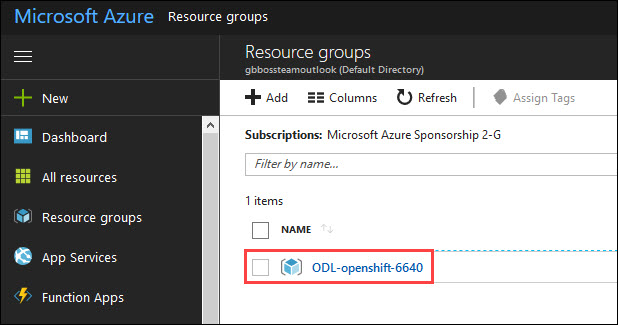 Microsoft Azure Resource groups
Resource groups
gbbossteamoutlook (Default Directory)
New
Dashboard
All resources
Resource groups
App Services
Function Apps
Add Columns Refresh Assign Tags
Subscriptions: Microsoft Azure Sponsorship 2-G
Filter by name...
1 items
NAME
ODL-openshift-6640